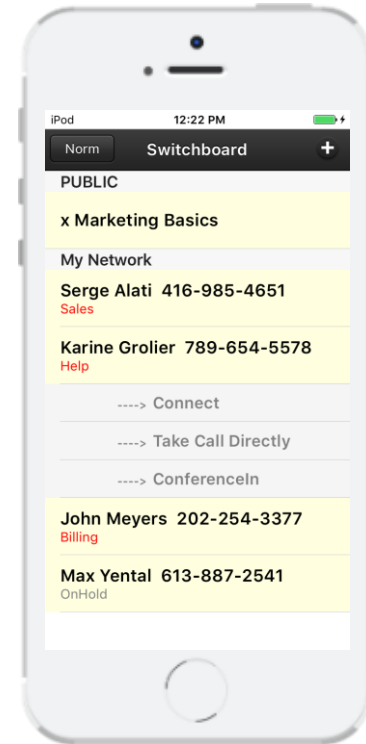 iPod 12:22 PM
Norm Switchboard +
PUBLIC
x Marketing Basics
My Network
Serge Alati 416-985-4651
Sales
Karine Grolier 789-654-5578
Help
----> Connect
----> Take Call Directly
----> ConferenceIn
John Meyers 202-254-3377
Billing
Max Yental 613-887-2541
OnHold